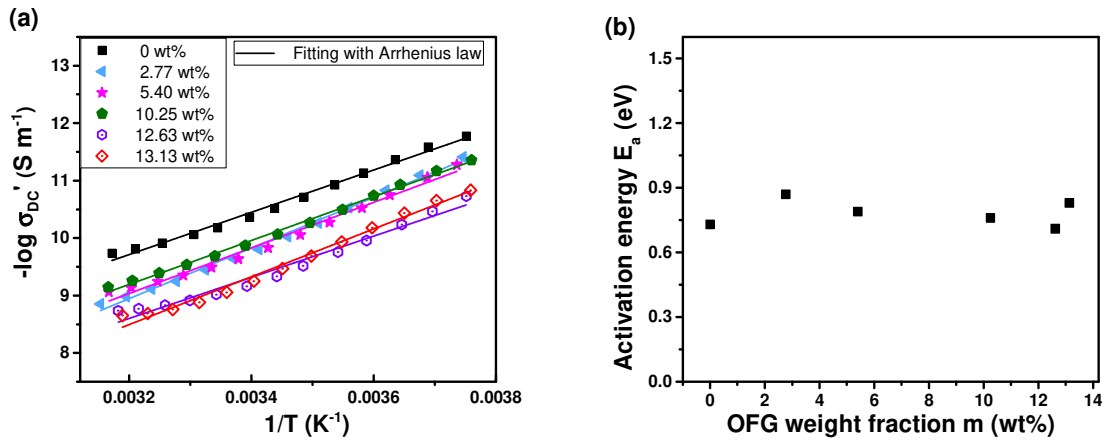 (a)
-log σDC' (S m-1)
13
12
11
10
9
8
0 wt%
2.77 wt%
5.40 wt%
10.25 wt%
12.63 wt%
13.13 wt%
Fitting with Arrhenius law
0.0032
0.0034
0.0036
0.0038
1/T (K-1)
(b)
Activation energy Ea (eV)
1.5
1.2
0.9
0.6
0.3
0.0
0
2
4
6
8
10
12
14
OFG weight fraction m (wt%)